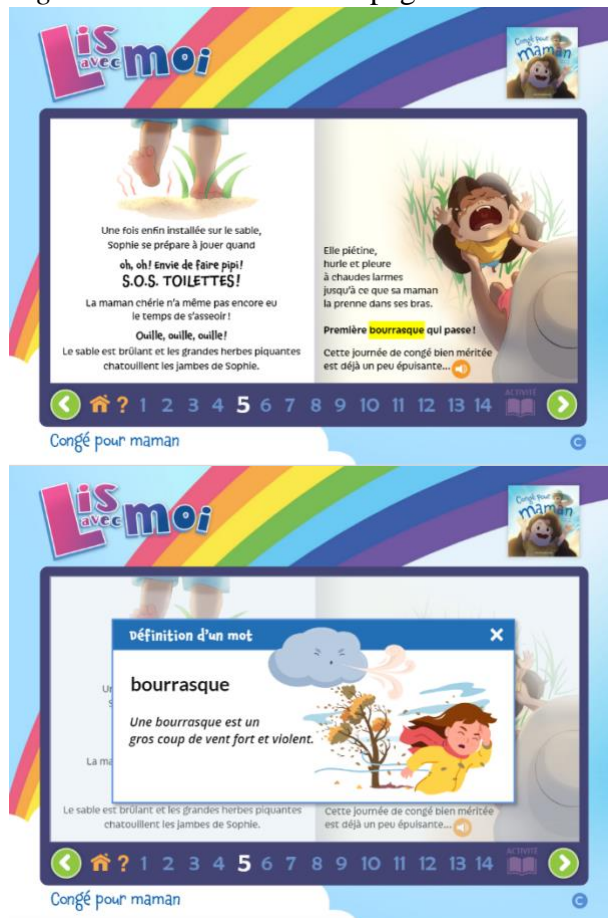 Lis
avec moi
Congé pour
maman
Une fois enfin installée sur le sable,
Sophie se prépare à jouer quand
oh, oh! Envie de faire pipi!
S.O.S. TOILETTES!
La maman chérie n'a même pas encore eu
le temps de s'asseoir!
Ouille, ouille, ouille!
Le sable est brûlant et les grandes herbes piquantes
chatouillent les jambes de Sophie.
Elle piétine,
hurle et pleure
à chaudes larmes
jusqu'à ce que sa maman
la prenne dans ses bras.
Première bourrasque qui passe!
Cette journée de congé bien méritée
est déjà un peu épuisante...
? 1 2 3 4 5 6 7 8 9 10 11 12 13 14 ACTIVITÉ
Congé pour maman
C
Lis
avec moi
Congé pour
maman
Définition d'un mot
bourrasque
Une bourrasque est un
gros coup de vent fort et violent.
La ma
Le sable est brûlant et les grandes herbes piquantes
chatouillent les jambes de Sophie.
Cette journée de congé bien méritée
est déjà un peu épuisante...
? 1 2 3 4 5 6 7 8 9 10 11 12 13 14 ACTIVITÉ
Congé pour maman
C